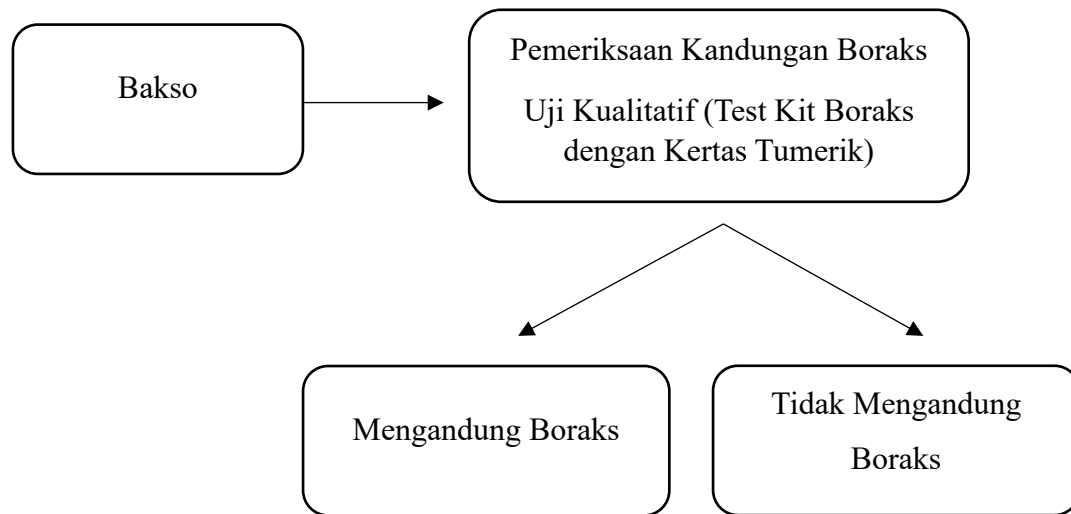 Bakso
Pemeriksaan Kandungan Boraks
Uji Kualitatif (Test Kit Boraks
dengan Kertas Tumerik)
Mengandung Boraks
Tidak Mengandung
Boraks